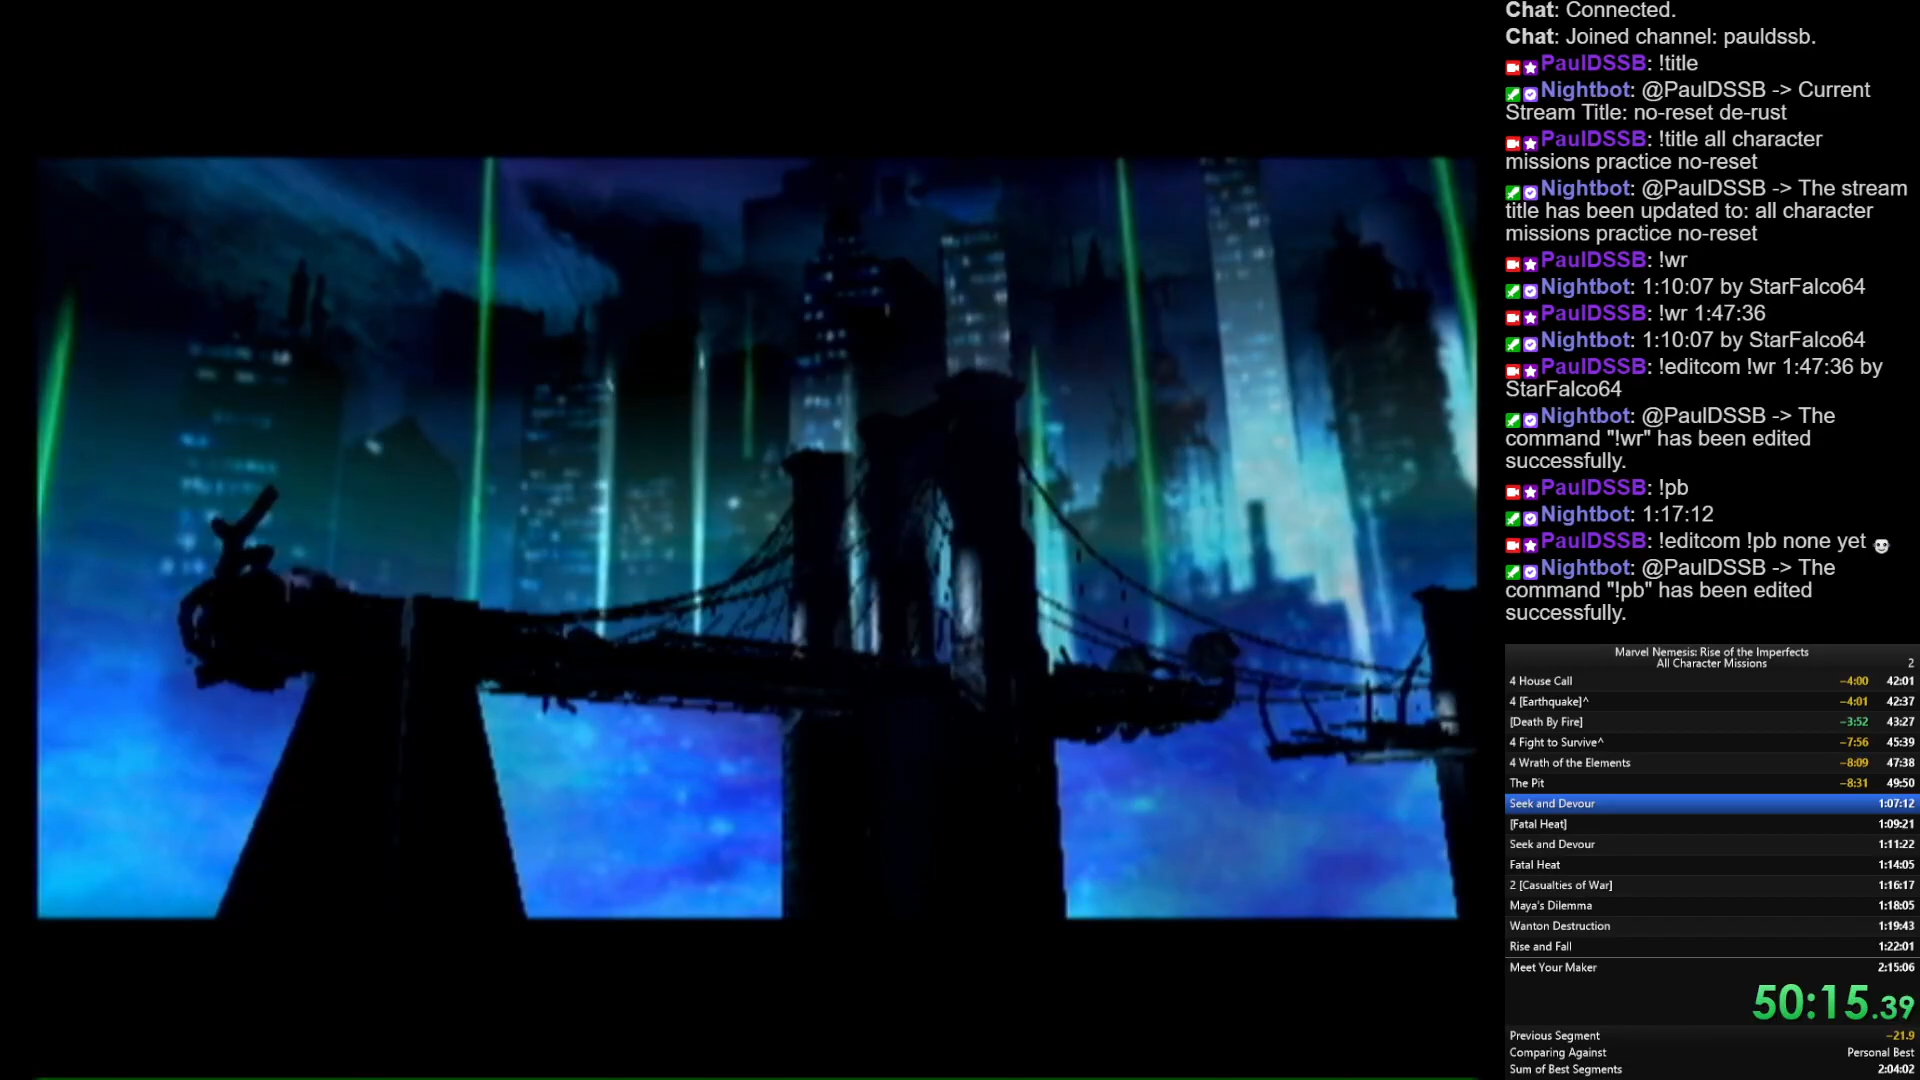 Chat: Connected.
Chat: Joined channel: pauldssb.
PaulDSSB: !title
Nightbot: @PaulDSSB -> Current
Stream Title: no-reset de-rust
PaulDSSB: !title all character
missions practice no-reset
Nightbot: @PaulDSSB -> The stream
title has been updated to: all character
missions practice no-reset
PaulDSSB: !wr
Nightbot: 1:10:07 by StarFalco64
PaulDSSB: !wr 1:47:36
Nightbot: 1:10:07 by StarFalco64
PaulDSSB: !editcom !wr 1:47:36 by
StarFalco64
Nightbot: @PaulDSSB -> The
command "!wr" has been edited
successfully.
PaulDSSB: !pb
Nightbot: 1:17:12
PaulDSSB: !editcom !pb none yet
Nightbot: @PaulDSSB -> The
command "!pb" has been edited
successfully.
Marvel Nemesis: Rise of the Imperfects
All Character Missions 2
4 House Call −4:00 42:01
4 [Earthquake]^ −4:01 42:37
[Death By Fire] −3:52 43:27
4 Fight to Survive^ −7:56 45:39
4 Wrath of the Elements −8:09 47:38
The Pit −8:31 49:50
Seek and Devour 1:07:12
[Fatal Heat] 1:09:21
Seek and Devour 1:11:22
Fatal Heat 1:14:05
2 [Casualties of War] 1:16:17
Maya's Dilemma 1:18:05
Wanton Destruction 1:19:43
Rise and Fall 1:22:01
Meet Your Maker 2:15:06
50:15.39
Previous Segment −21.9
Comparing Against Personal Best
Sum of Best Segments 2:04:02